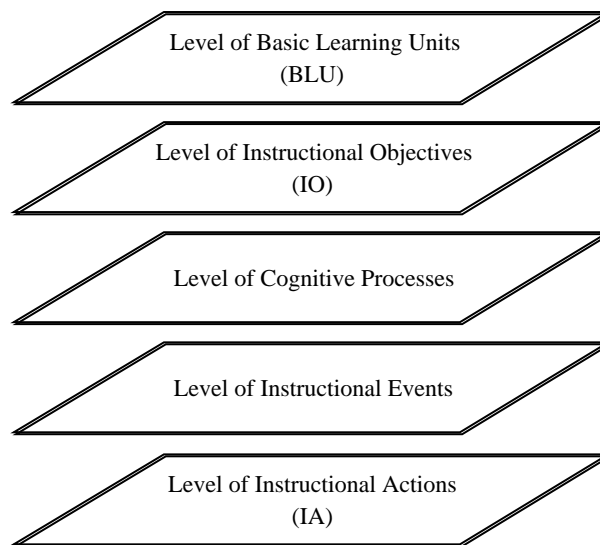 Level of Basic Learning Units
(BLU)
Level of Instructional Objectives
(IO)
Level of Cognitive Processes
Level of Instructional Events
Level of Instructional Actions
(IA)